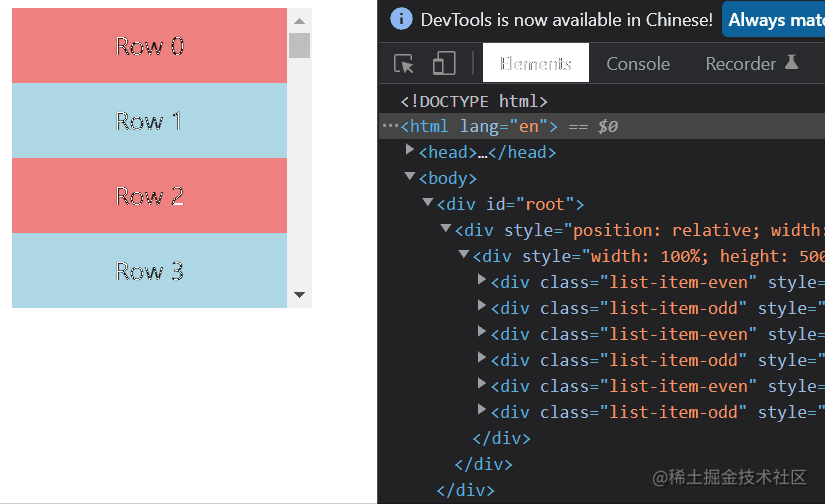 Row 0
Row 1
Row 2
Row 3
DevTools is now available in Chinese! Always matc
Elements Console Recorder
<!DOCTYPE html>
…<html lang="en"> == $0
<head>…</head>
<body>
<div id="root">
<div style="position: relative; width:
<div style="width: 100%; height: 500
<div class="list-item-even" style=
<div class="list-item-odd" style="
<div class="list-item-even" style=
<div class="list-item-odd" style="
<div class="list-item-even" style=
<div class="list-item-odd" style="
</div>
</div>
</div>
@稀土掘金技术社区